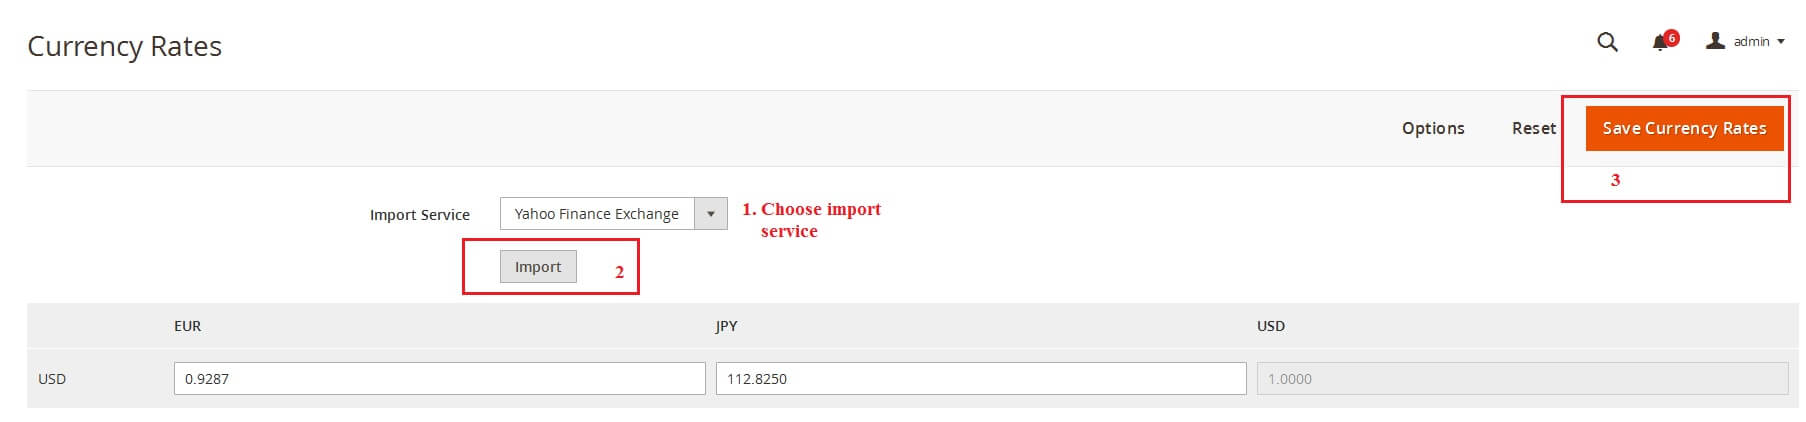 Currency Rates
6
admin
Options
Reset
Save Currency Rates
3
Import Service
Yahoo Finance Exchange
1. Choose import
service
Import
2
EUR
JPY
USD
USD
0.9287
112.8250
1.0000